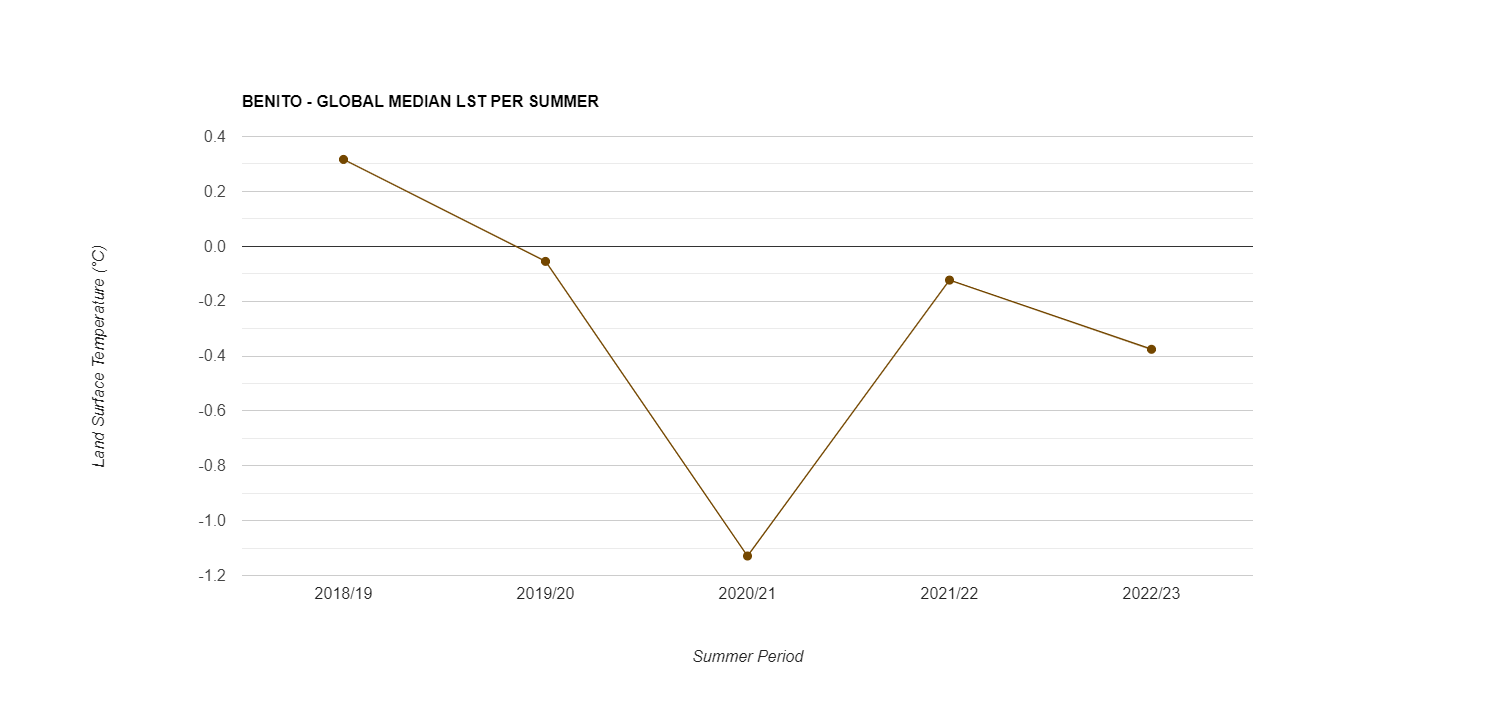 BENITO - GLOBAL MEDIAN LST PER SUMMER
Land Surface Temperature (°C)
0.4
0.2
0.0
-0.2
-0.4
-0.6
-0.8
-1.0
-1.2
2018/19 2019/20 2020/21 2021/22 2022/23
Summer Period